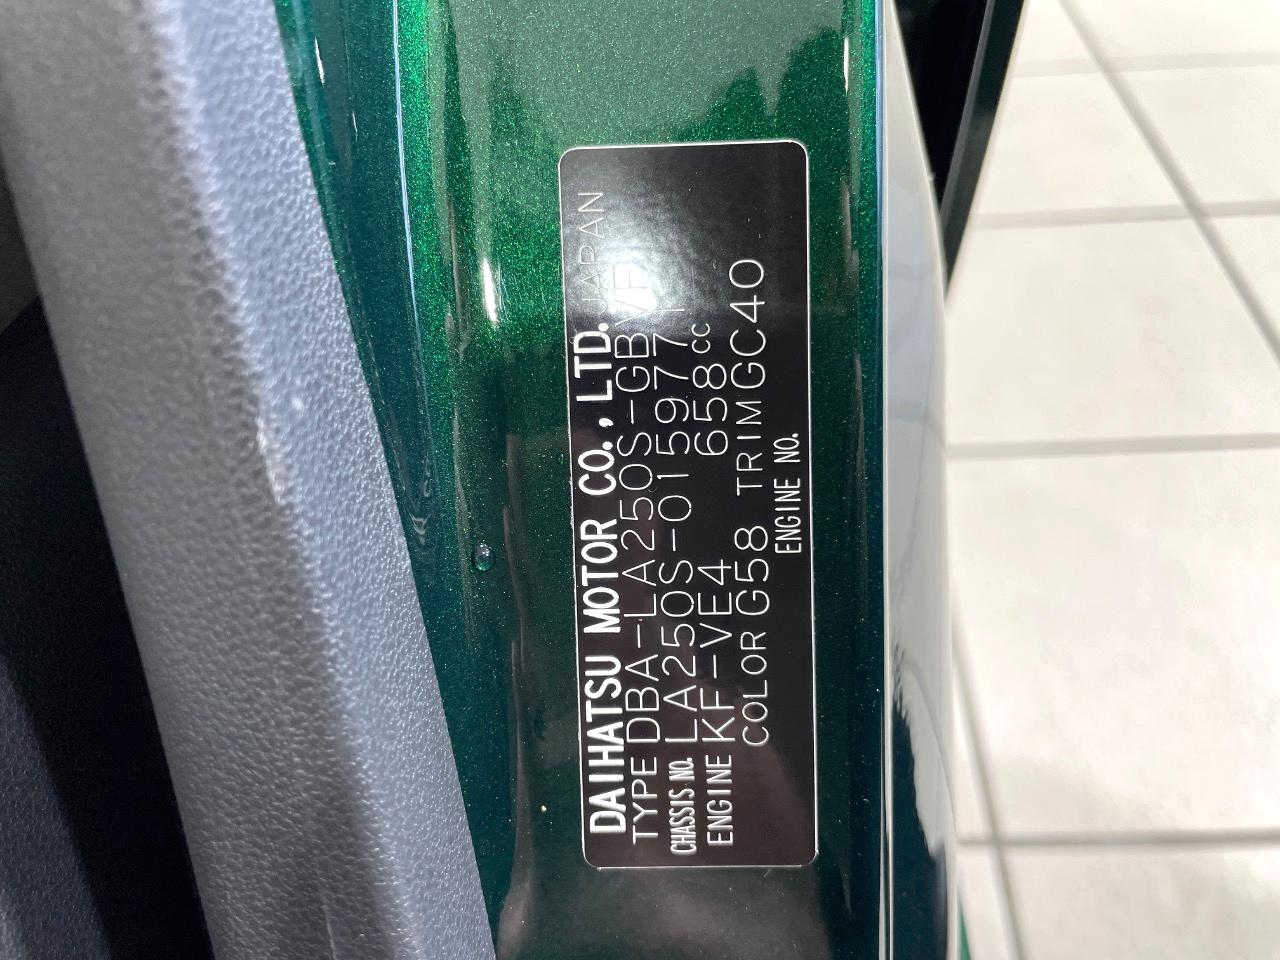 DAIHATSU MOTOR CO., LTD. JAPAN
TYPE DBA-LA250S-GBVF
CHASSIS NO. LA250S-0159771
ENGINE KF-VE4 658cc
COLOR G58 TRIM GC40
ENGINE NO.